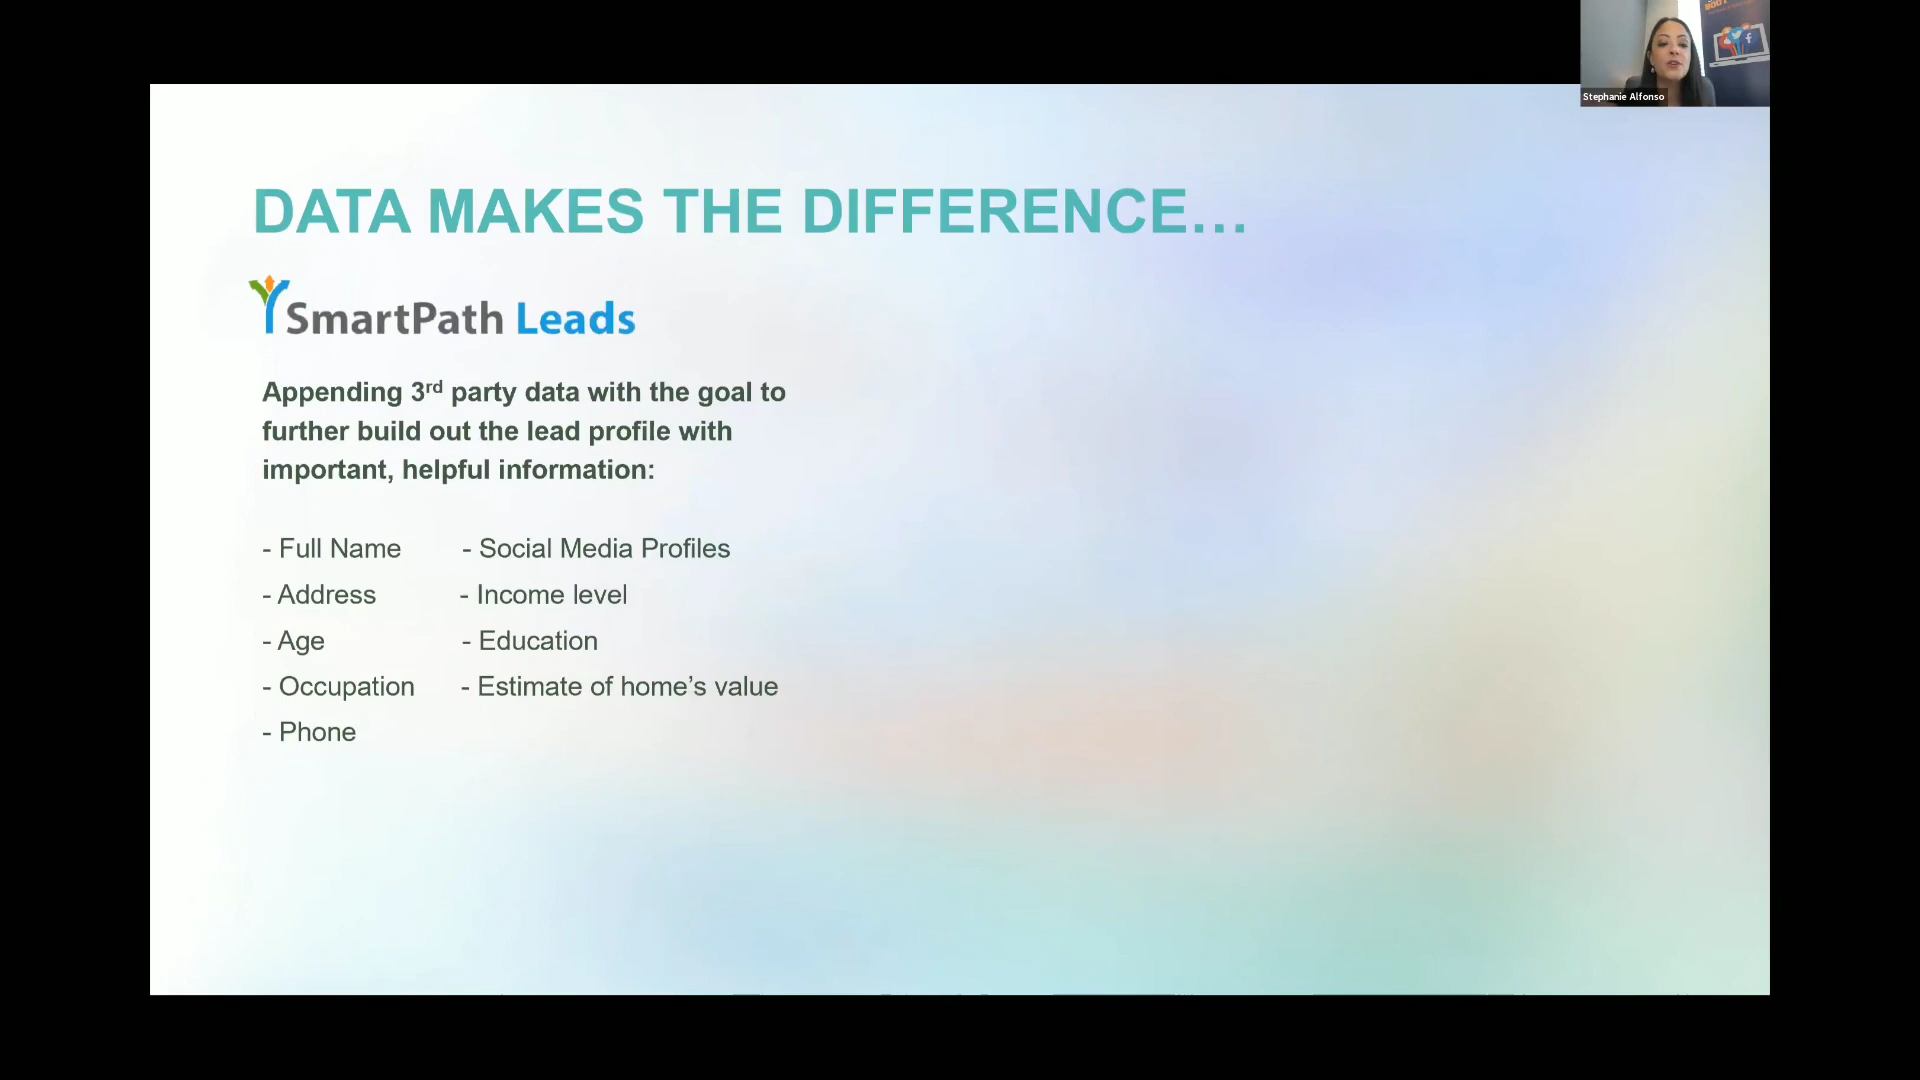 Stephanie Alfonso
DATA MAKES THE DIFFERENCE...
SmartPath Leads
Appending 3rd party data with the goal to
further build out the lead profile with
important, helpful information:
- Full Name - Social Media Profiles
- Address - Income level
- Age - Education
- Occupation - Estimate of home’s value
- Phone